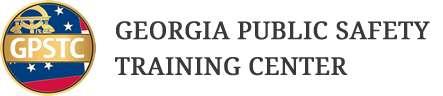 GPSTC
GEORGIA PUBLIC SAFETY
TRAINING CENTER